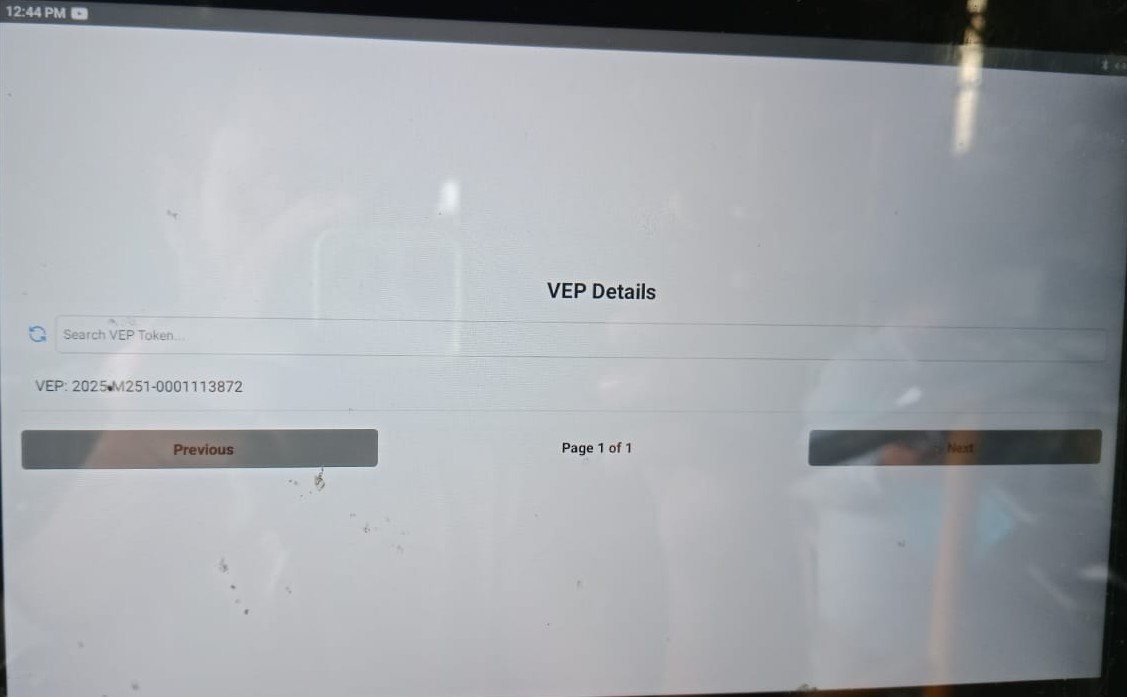 12:44 PM
VEP Details
Search VEP Token...
VEP: 2025-M251-0001113872
Previous
Page 1 of 1
Next